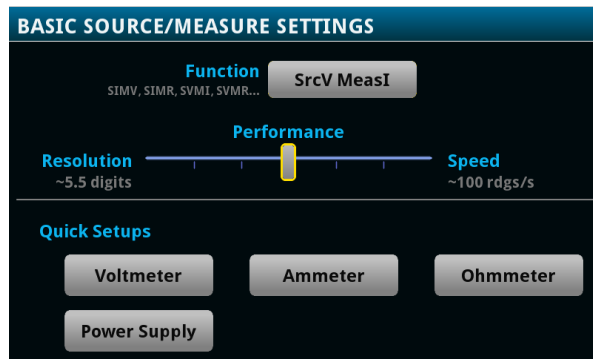 BASIC SOURCE/MEASURE SETTINGS
Function
SIMV, SIMR, SVMI, SVMR...
SrcV MeasI
Performance
Resolution
~5.5 digits
Speed
~100 rdgs/s
Quick Setups
Voltmeter
Ammeter
Ohmmeter
Power Supply